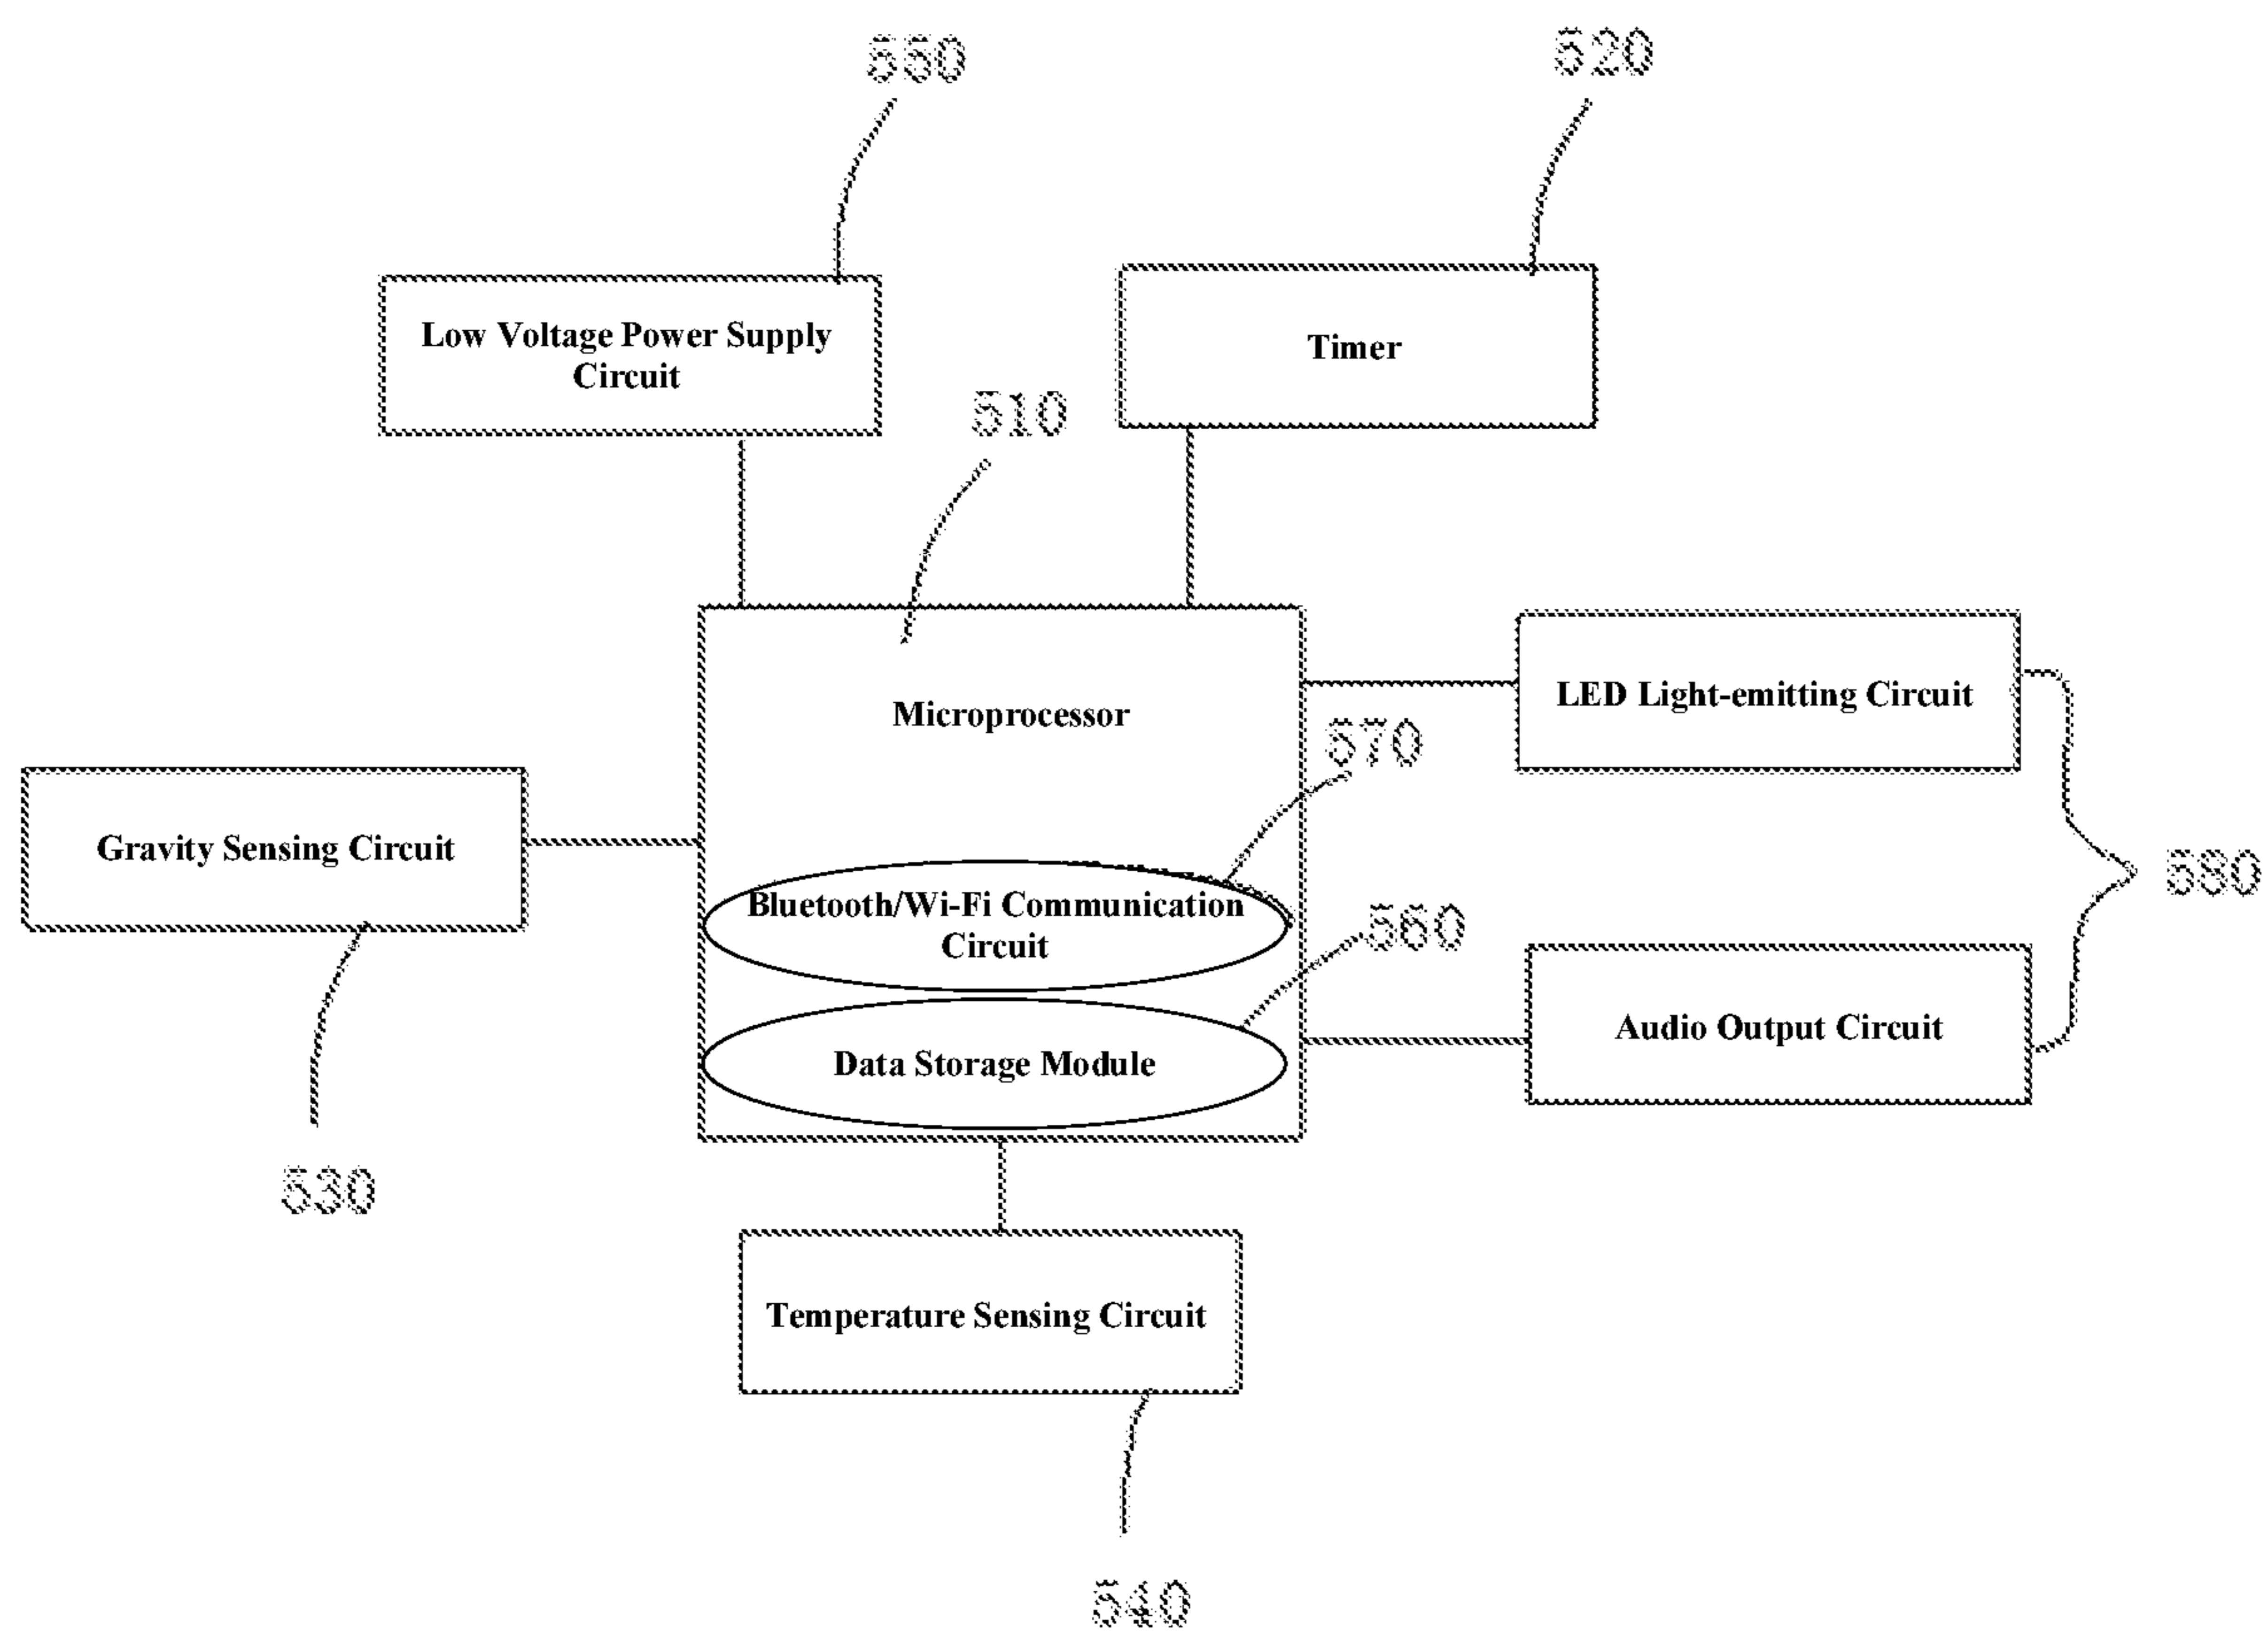 550
520
Low Voltage Power Supply
Circuit
Timer
510
Microprocessor
LED Light-emitting Circuit
570
Gravity Sensing Circuit
580
Bluetooth/Wi-Fi Communication
Circuit
560
Data Storage Module
Audio Output Circuit
530
Temperature Sensing Circuit
540